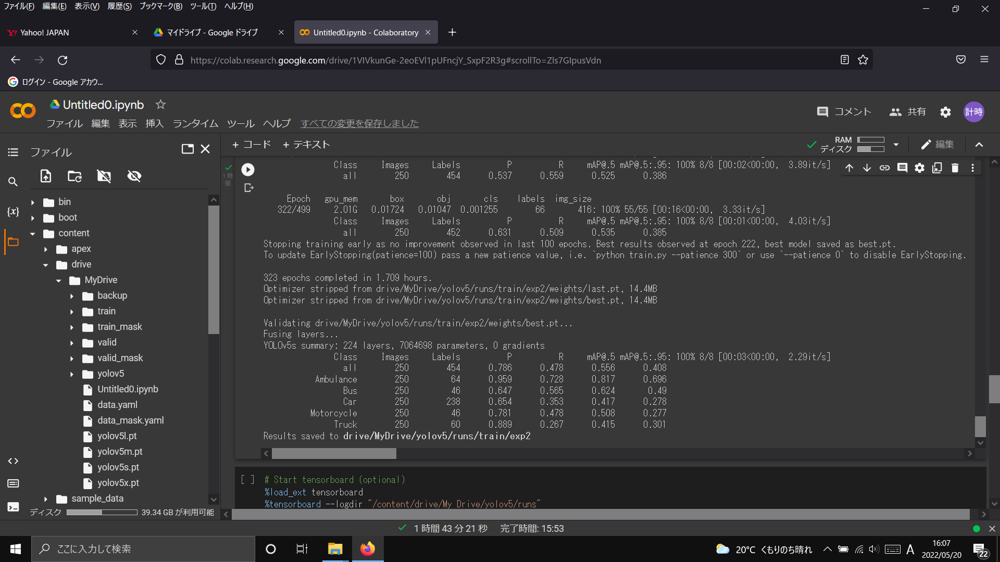 ファイル(F) 編集(E) 表示(V) 履歴(S) ブックマーク(B) ツール(T) ヘルプ(H)
Yahoo! JAPAN
マイドライブ - Google ドライブ
Untitled0.ipynb - Colaboratory
https://colab.research.google.com/drive/1VIVkunGe-2eoEVl1pUFncjY_SxpF2R3g#scrollTo=Zls7GIpusVdn
ログイン - Google アカウ...
Untitled0.ipynb
コメント 共有 計時
ファイル 編集 表示 挿入 ランタイム ツール ヘルプ すべての変更を保存しました
ファイル
+ コード + テキスト
RAM
ディスク
編集
bin
boot
content
apex
drive
MyDrive
backup
train
train_mask
valid
valid_mask
yolov5
Untitled0.ipynb
data.yaml
data_mask.yaml
yolov5l.pt
yolov5m.pt
yolov5s.pt
yolov5x.pt
sample_data
ディスク 39.34 GB が利用可能
1 時間
Class Images Labels P R mAP@.5 mAP@.5:.95: 100% 8/8 [00:02<00:00, 3.89it/s]
all 250 454 0.537 0.559 0.525 0.386
Epoch gpu_mem box obj cls labels img_size
322/499 2.01G 0.01724 0.01047 0.001255 66 416: 100% 55/55 [00:16<00:00, 3.33it/s]
Class Images Labels P R mAP@.5 mAP@.5:.95: 100% 8/8 [00:01<00:00, 4.03it/s]
all 250 452 0.631 0.509 0.535 0.385
Stopping training early as no improvement observed in last 100 epochs. Best results observed at epoch 222, best model saved as best.pt.
To update EarlyStopping(patience=100) pass a new patience value, i.e. `python train.py --patience 300` or use `--patience 0` to disable EarlyStopping.
323 epochs completed in 1.709 hours.
Optimizer stripped from drive/MyDrive/yolov5/runs/train/exp2/weights/last.pt, 14.4MB
Optimizer stripped from drive/MyDrive/yolov5/runs/train/exp2/weights/best.pt, 14.4MB
Validating drive/MyDrive/yolov5/runs/train/exp2/weights/best.pt...
Fusing layers...
YOLOv5s summary: 224 layers, 7064698 parameters, 0 gradients
Class Images Labels P R mAP@.5 mAP@.5:.95: 100% 8/8 [00:03<00:00, 2.29it/s]
all 250 454 0.786 0.478 0.556 0.408
Ambulance 250 64 0.959 0.728 0.817 0.696
Bus 250 46 0.647 0.565 0.624 0.49
Car 250 238 0.654 0.353 0.417 0.278
Motorcycle 250 46 0.781 0.478 0.508 0.277
Truck 250 60 0.889 0.267 0.415 0.301
Results saved to drive/MyDrive/yolov5/runs/train/exp2
[ ] # Start tensorboard (optional)
%load_ext tensorboard
%tensorboard --logdir "/content/drive/My Drive/yolov5/runs"
1 時間 43 分 21 秒 完了時間: 15:53
ここに入力して検索
20°C くもりのち晴れ
A
16:07
2022/05/20
22